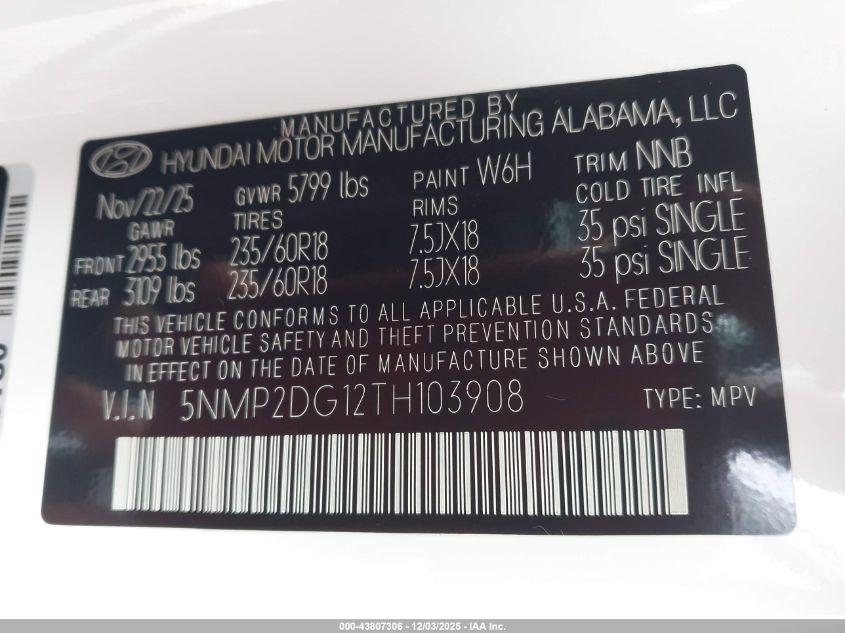 MANUFACTURED BY
HYUNDAI MOTOR MANUFACTURING ALABAMA, LLC
Nov/22/25 GVWR 5799 lbs PAINT W6H TRIM NNB
GAWR TIRES RIMS COLD TIRE INFL
FRONT 2955 lbs 235/60R18 7.5JX18 35 psi SINGLE
REAR 3109 lbs 235/60R18 7.5JX18 35 psi SINGLE
THIS VEHICLE CONFORMS TO ALL APPLICABLE U.S.A. FEDERAL
MOTOR VEHICLE SAFETY AND THEFT PREVENTION STANDARDS
IN EFFECT ON THE DATE OF MANUFACTURE SHOWN ABOVE
V.I.N 5NMP2DG12TH103908 TYPE: MPV
000-43807306 - 12/03/2025 - IAA Inc.